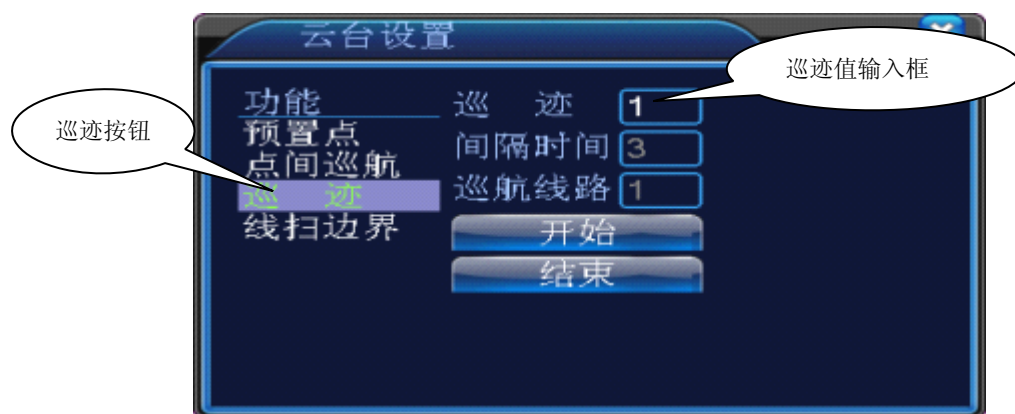 云台设置
巡迹值输入框
功能
巡 迹 1
预置点
间隔时间 3
点间巡航
巡迹按钮
巡 迹
巡航线路 1
线扫边界
开始
结束